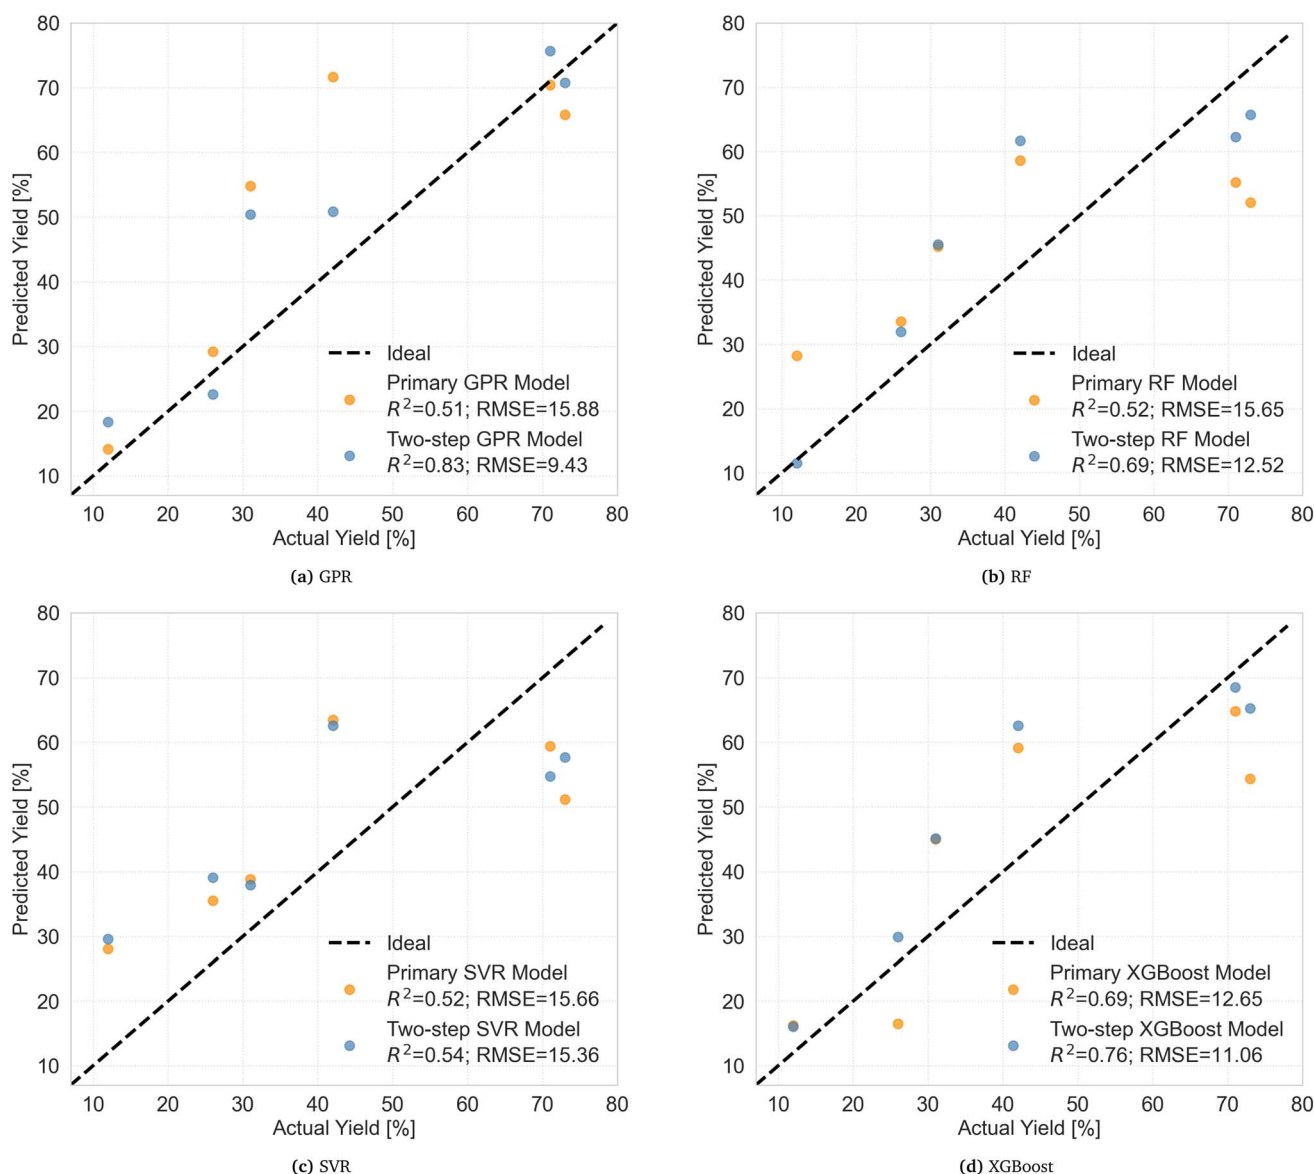 80
70
60
50
40
30
20
10
Predicted Yield [%]
Ideal
Primary GPR Model
R²=0.51; RMSE=15.88
Two-step GPR Model
R²=0.83; RMSE=9.43
10 20 30 40 50 60 70 80
Actual Yield [%]
(a) GPR
80
70
60
50
40
30
20
10
Predicted Yield [%]
Ideal
Primary RF Model
R²=0.52; RMSE=15.65
Two-step RF Model
R²=0.69; RMSE=12.52
10 20 30 40 50 60 70 80
Actual Yield [%]
(b) RF
80
70
60
50
40
30
20
10
Predicted Yield [%]
Ideal
Primary SVR Model
R²=0.52; RMSE=15.66
Two-step SVR Model
R²=0.54; RMSE=15.36
10 20 30 40 50 60 70 80
Actual Yield [%]
(c) SVR
80
70
60
50
40
30
20
10
Predicted Yield [%]
Ideal
Primary XGBoost Model
R²=0.69; RMSE=12.65
Two-step XGBoost Model
R²=0.76; RMSE=11.06
10 20 30 40 50 60 70 80
Actual Yield [%]
(d) XGBoost